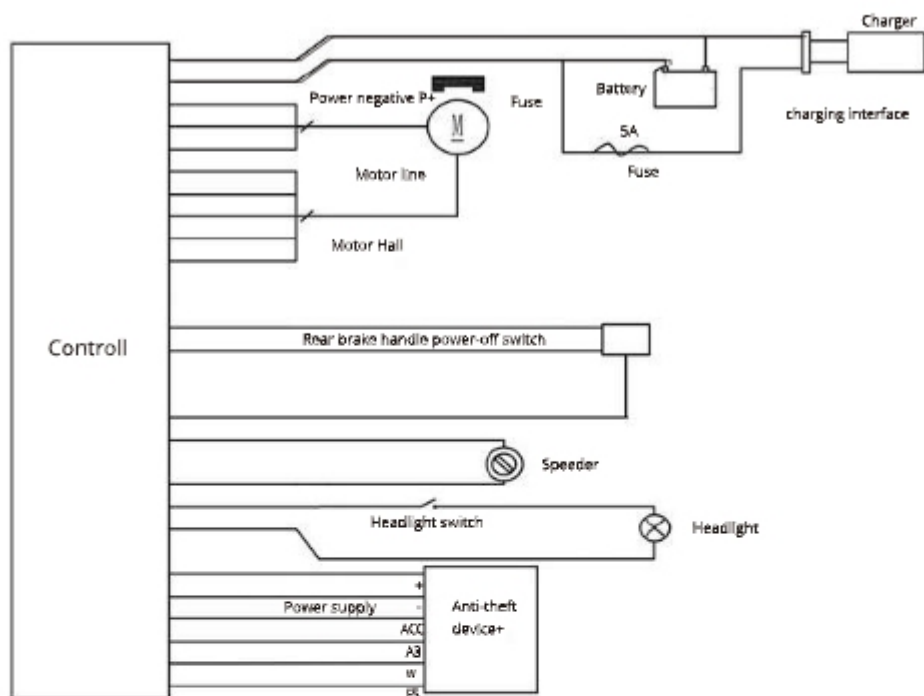 Charger
Power negative P+
Fuse
Battery
charging interface
M
5A
Fuse
Motor line
Motor Hall
Controll
Rear brake handle power-off switch
Speeder
Headlight switch
Headlight
+
Power supply
-
Anti-theft
device+
ACC
A3
W